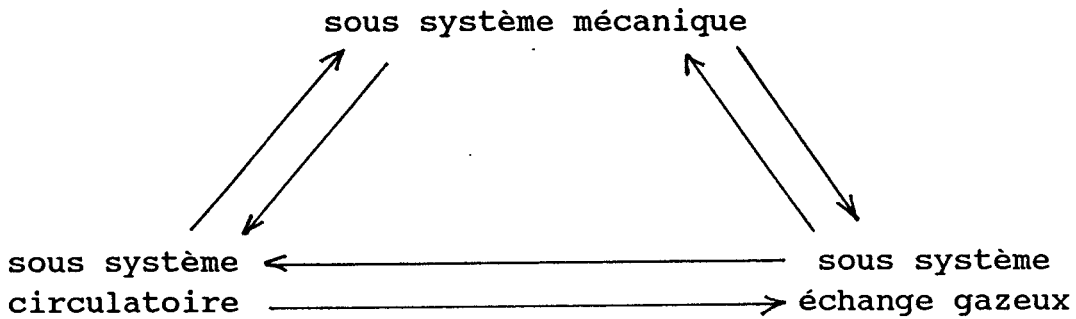 sous système mécanique
sous système
circulatoire
sous système
échange gazeux